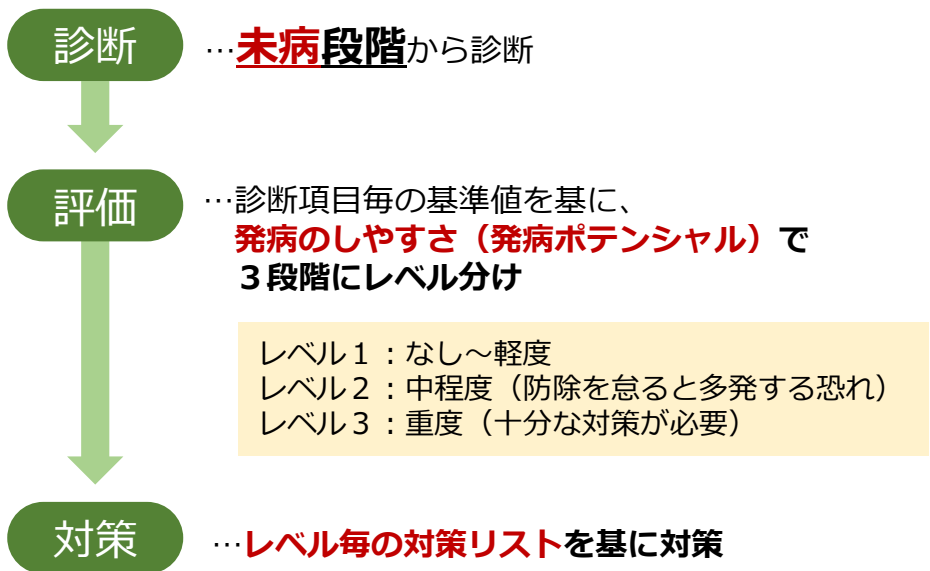 診断
…未病段階から診断
評価
…診断項目毎の基準値を基に、
発病のしやすさ（発病ポテンシャル）で
３段階にレベル分け
レベル１：なし～軽度
レベル２：中程度（防除を怠ると多発する恐れ）
レベル３：重度（十分な対策が必要）
対策
…レベル毎の対策リストを基に対策